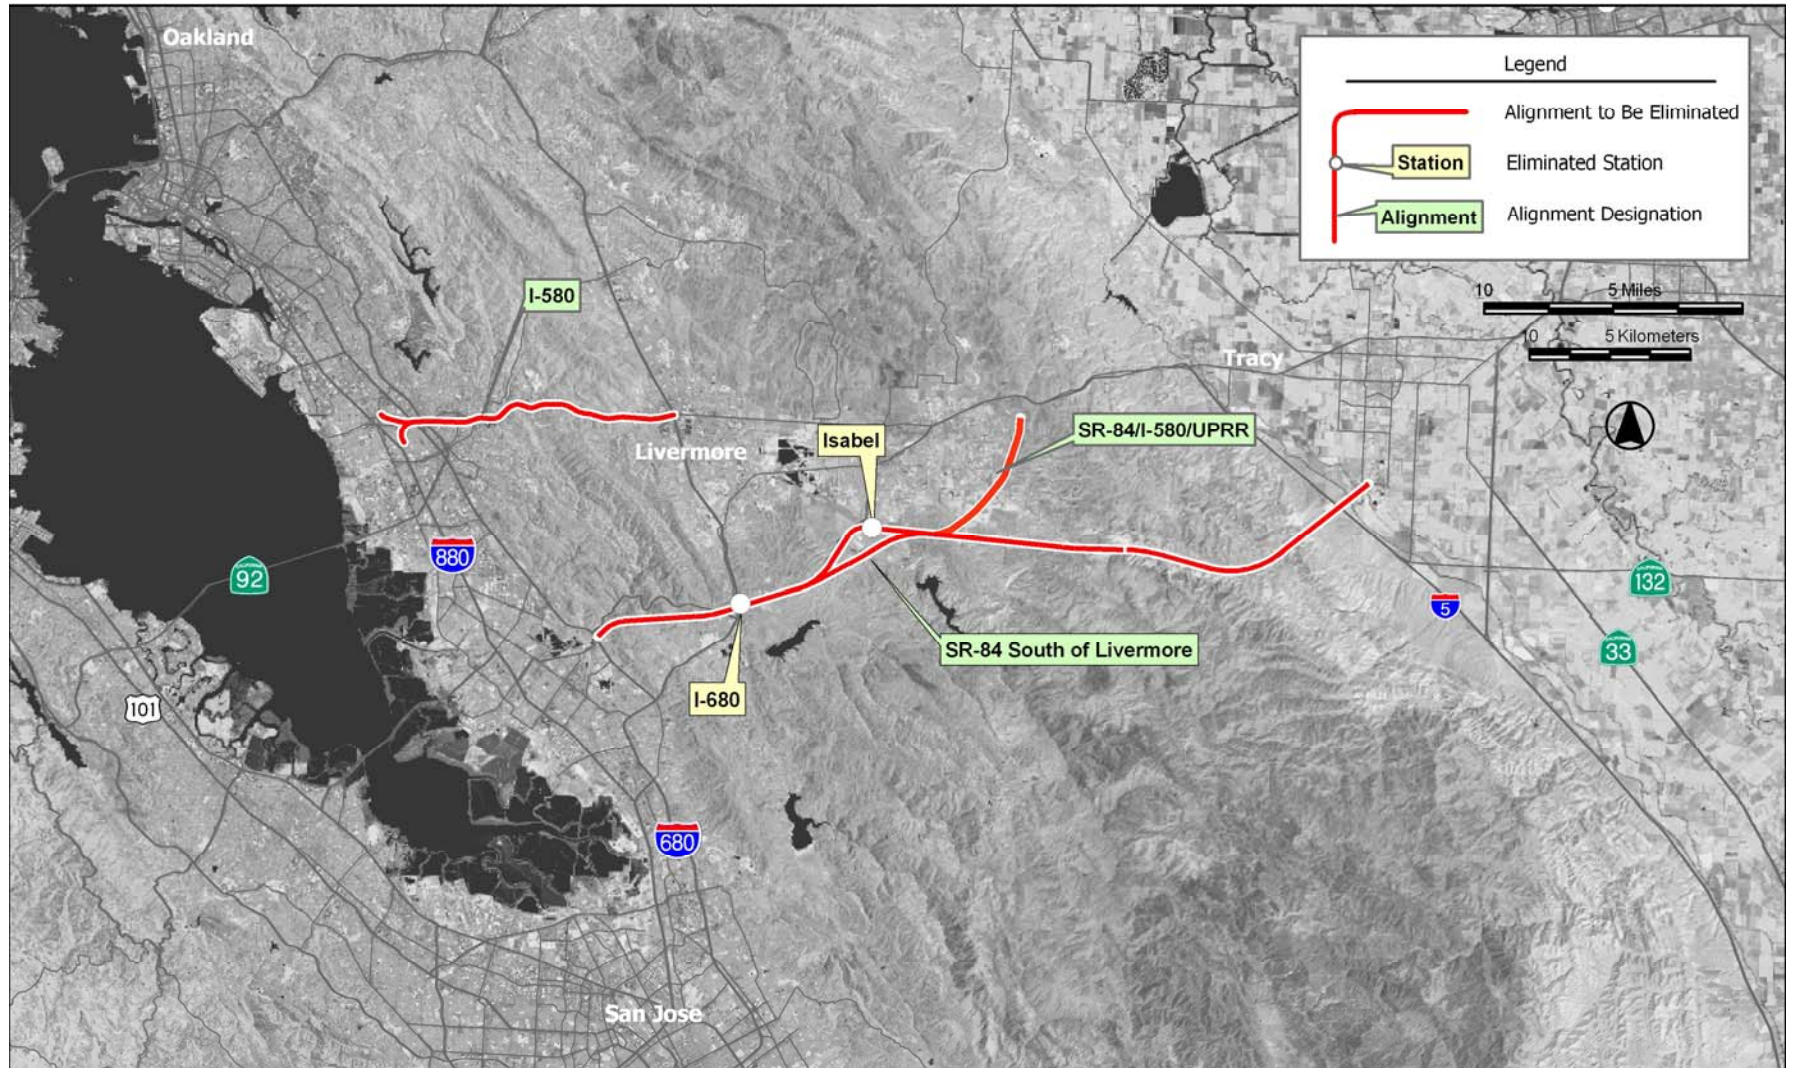 Oakland
Legend
Alignment to Be Eliminated
Station
Eliminated Station
Alignment
Alignment Designation
10 5 Miles
10 5 Kilometers
I-580
Tracy
Livermore
Isabel
SR-84/I-580/UPRR
880
92
CALIFORNIA
132
5
33
SR-84 South of Livermore
I-680
101
680
San Jose